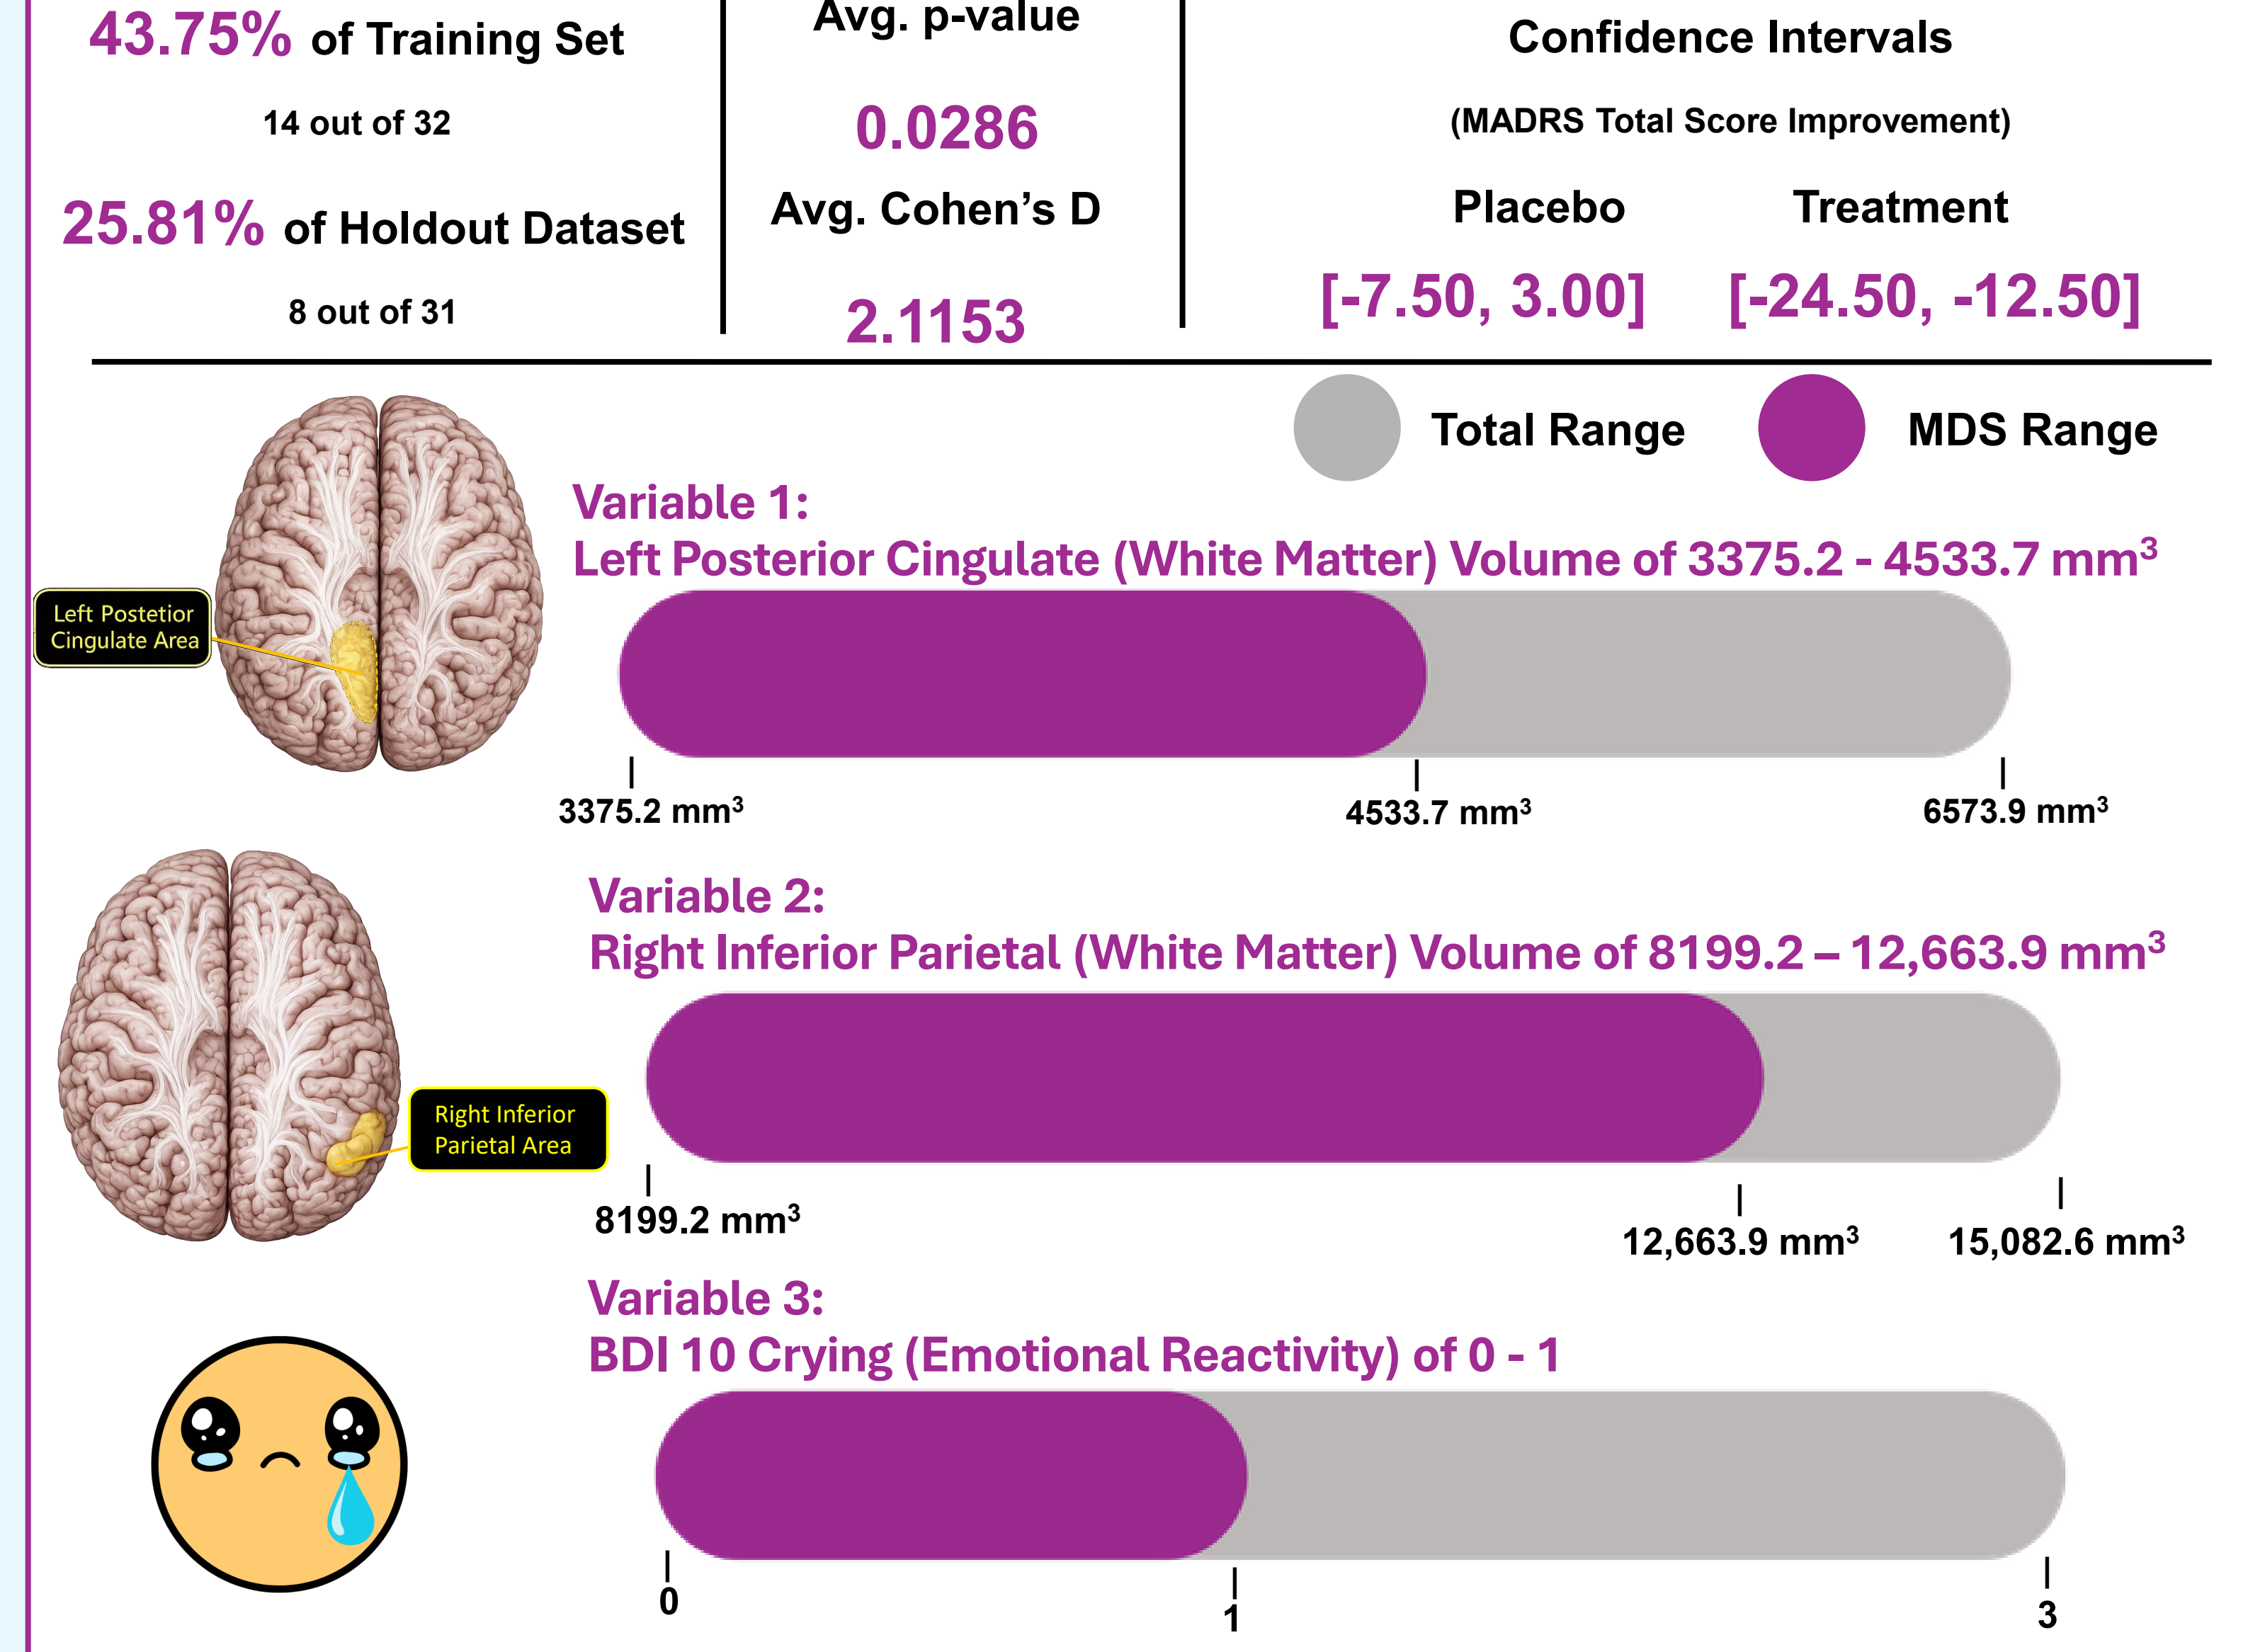 43.75% of Training Set
14 out of 32
25.81% of Holdout Dataset
8 out of 31
Avg. p-value
0.0286
Avg. Cohen’s D
2.1153
Confidence Intervals
(MADRS Total Score Improvement)
Placebo Treatment
[-7.50, 3.00] [-24.50, -12.50]
Total Range MDS Range
Variable 1:
Left Posterior Cingulate (White Matter) Volume of 3375.2 - 4533.7 mm³
Left Postetior
Cingulate Area
3375.2 mm³ 4533.7 mm³ 6573.9 mm³
Variable 2:
Right Inferior Parietal (White Matter) Volume of 8199.2 – 12,663.9 mm³
Right Inferior
Parietal Area
8199.2 mm³ 12,663.9 mm³ 15,082.6 mm³
Variable 3:
BDI 10 Crying (Emotional Reactivity) of 0 - 1
0 1 3